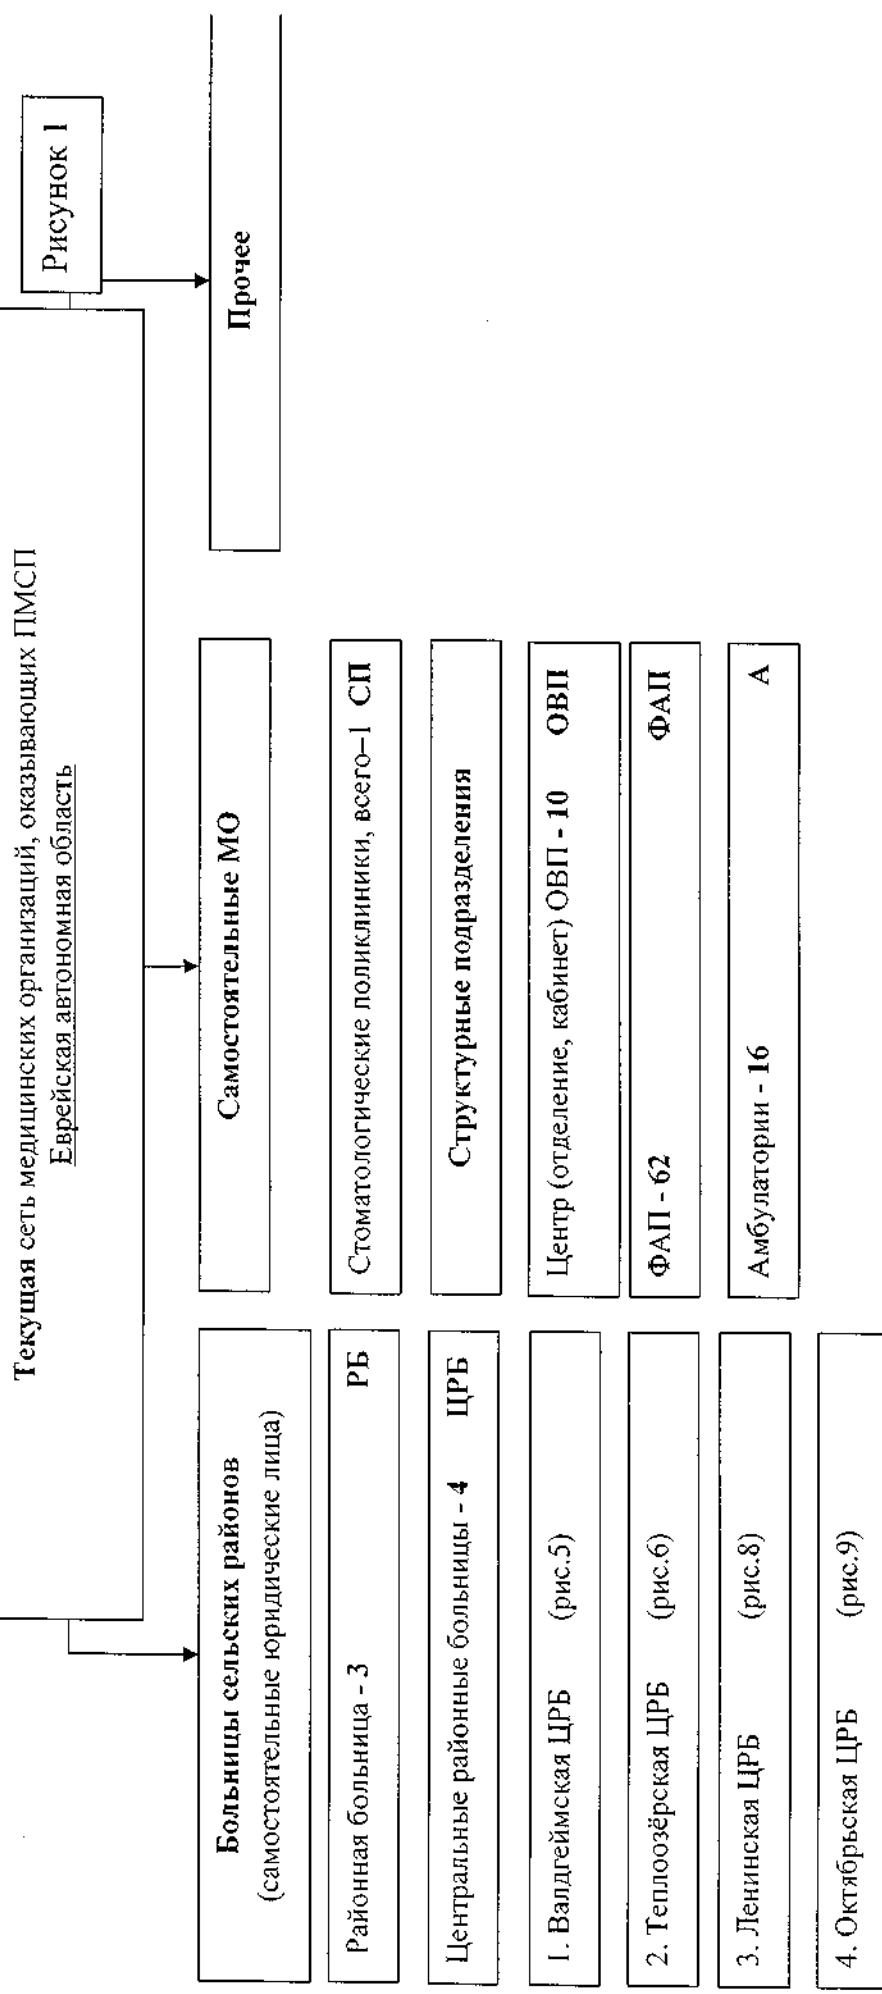 Рисунок 1
Текущая сеть медицинских организаций, оказывающих ПМСП
Еврейская автономная область
Больницы сельских районов
(самостоятельные юридические лица)
Районная больница - 3 РБ
Центральные районные больницы - 4 ЦРБ
1. Валдгеймская ЦРБ (рис.5)
2. Теплоозёрская ЦРБ (рис.6)
3. Ленинская ЦРБ (рис.8)
4. Октябрьская ЦРБ (рис.9)
Самостоятельные МО
Стоматологические поликлиники, всего–1 СП
Структурные подразделения
Центр (отделение, кабинет) ОВП - 10 ОВП
ФАП - 62 ФАП
Амбулатории - 16 А
Прочее